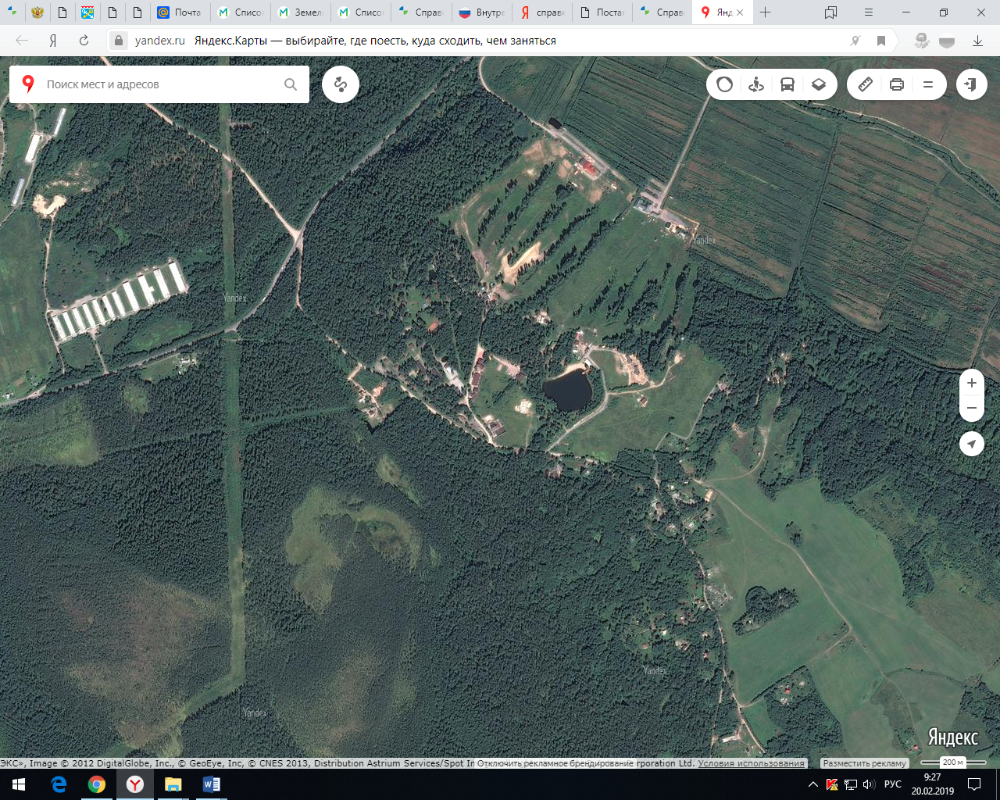 Почта
Списо
Земел
Списо
Справ
Внутре
Я справк
Постан
Справ
Янд
Я
yandex.ru Яндекс.Карты — выбирайте, где поесть, куда сходить, чем заняться
Поиск мест и адресов
Yandex
Yandex
Yandex
Yandex
Яндекс
ЭКС», Image © 2012 DigitalGlobe, Inc., © GeoEye, Inc, © CNES 2013, Distribution Astrium Services/Spot In
Отключить рекламное брендирование
rporation Ltd. Условия использования
Разместить рекламу
200 м
РУС
9:27
20.02.2019